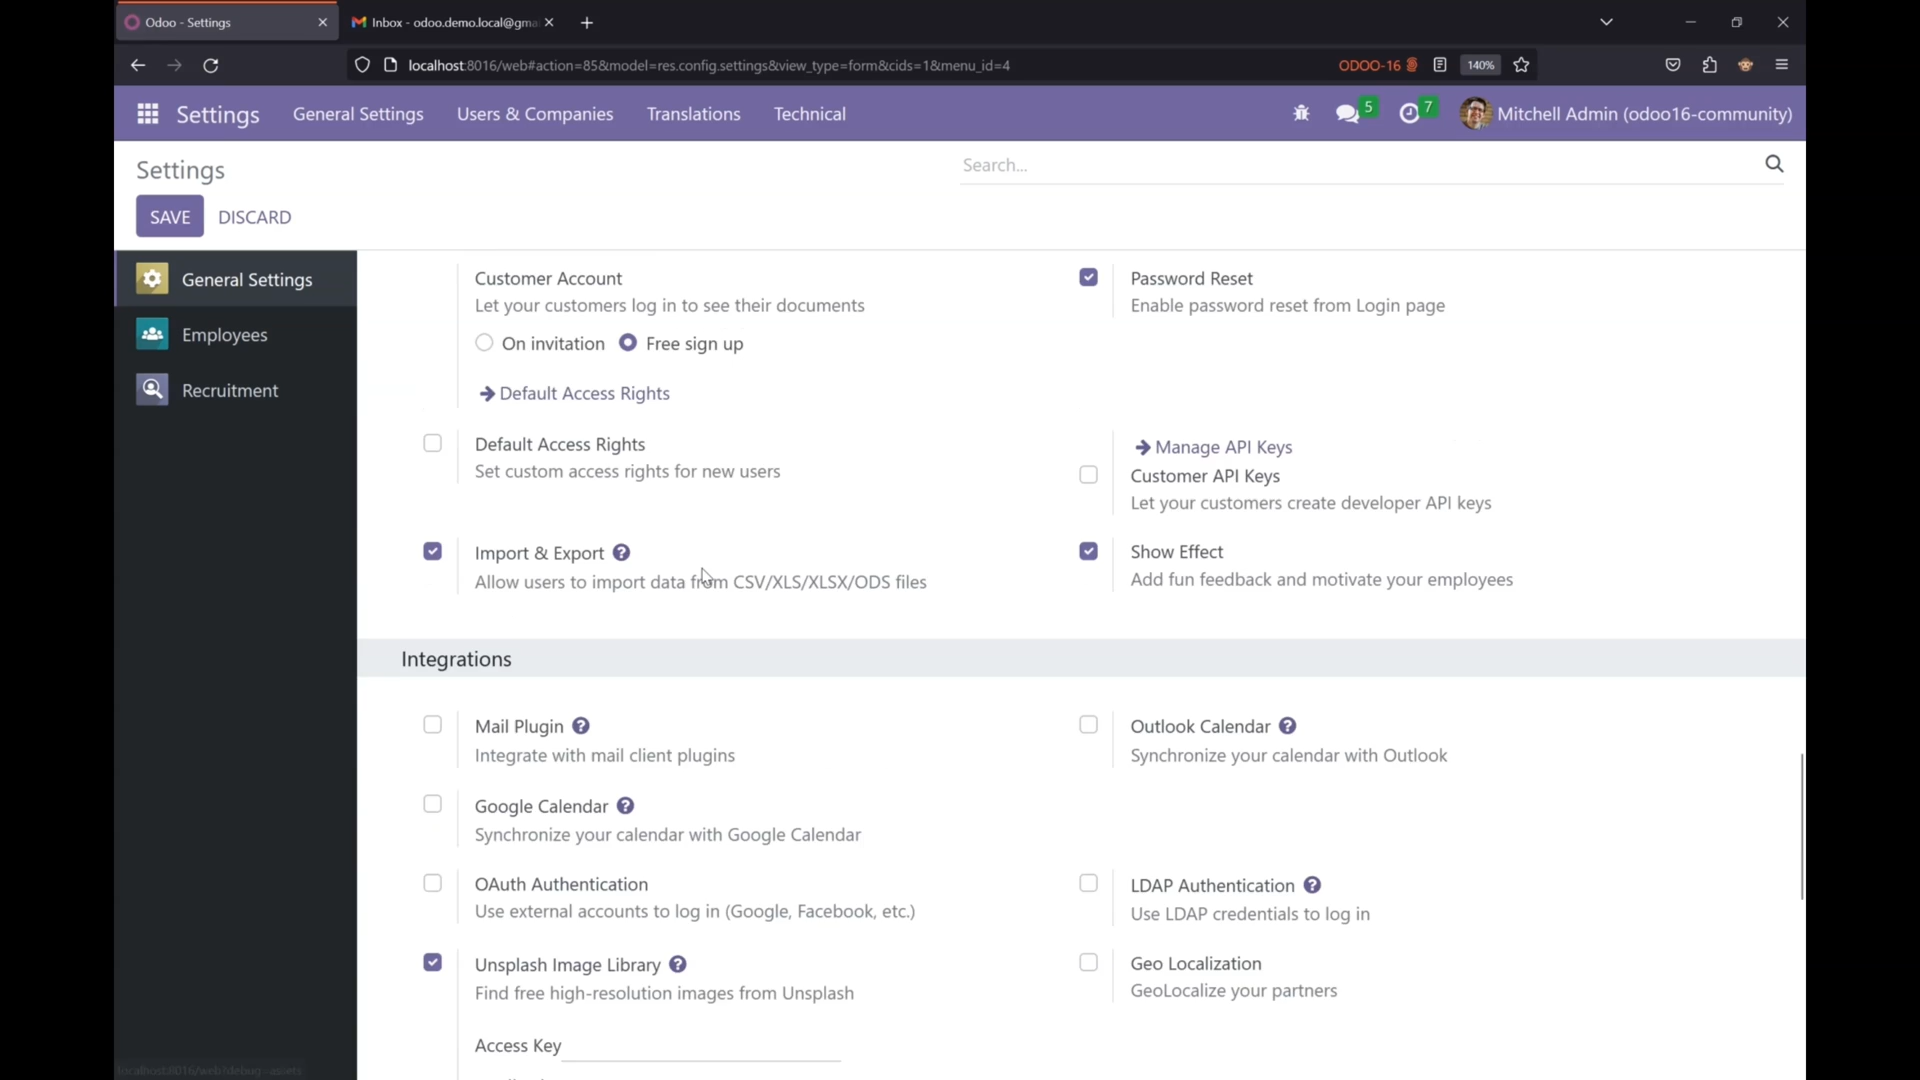 Odoo - Settings
Inbox - odoo.demo.local@gma
localhost:8016/web#action=85&model=res.config.settings&view_type=form&cids=1&menu_id=4
ODOO-16
140%
Settings
General Settings
Users & Companies
Translations
Technical
5
7
Mitchell Admin (odoo16-community)
Settings
Search...
SAVE
DISCARD
General Settings
Employees
Recruitment
Customer Account
Let your customers log in to see their documents
On invitation
Free sign up
Default Access Rights
Password Reset
Enable password reset from Login page
Default Access Rights
Set custom access rights for new users
Manage API Keys
Customer API Keys
Let your customers create developer API keys
Import & Export
Allow users to import data from CSV/XLS/XLSX/ODS files
Show Effect
Add fun feedback and motivate your employees
Integrations
Mail Plugin
Integrate with mail client plugins
Outlook Calendar
Synchronize your calendar with Outlook
Google Calendar
Synchronize your calendar with Google Calendar
OAuth Authentication
Use external accounts to log in (Google, Facebook, etc.)
LDAP Authentication
Use LDAP credentials to log in
Unsplash Image Library
Find free high-resolution images from Unsplash
Access Key
Geo Localization
GeoLocalize your partners
localhost:8016/web?debug=assets